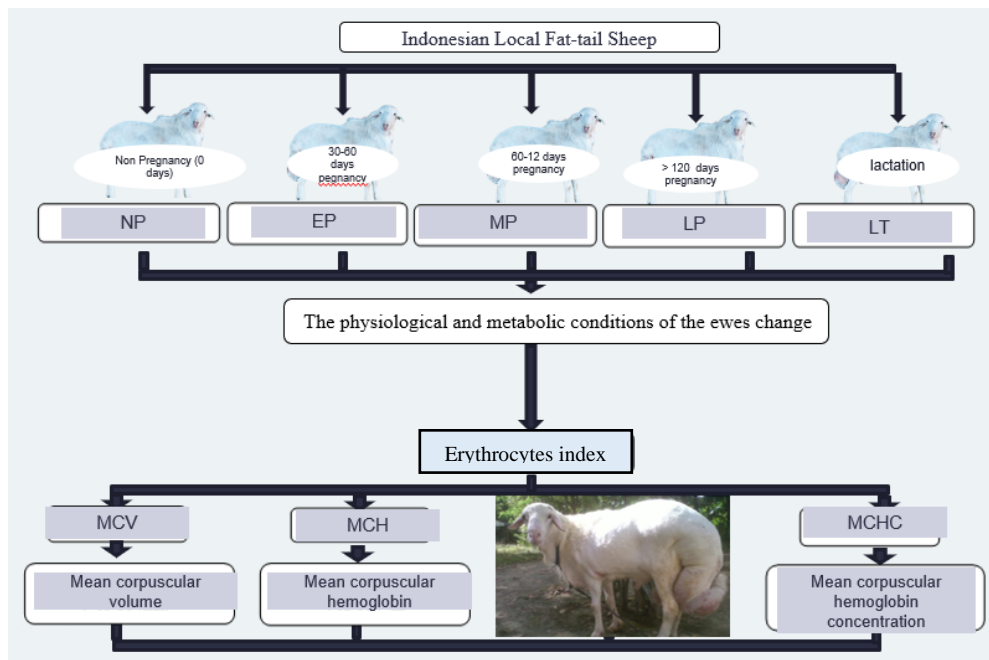 Indonesian Local Fat-tail Sheep
Non Pregnancy (0
days)
30-60
days
pegnancy
60-12 days
pregnancy
> 120 days
pregnancy
lactation
NP
EP
MP
LP
LT
The physiological and metabolic conditions of the ewes change
Erythrocytes index
MCV
MCH
MCHC
Mean corpuscular
volume
Mean corpuscular
hemoglobin
Mean corpuscular
hemoglobin
concentration